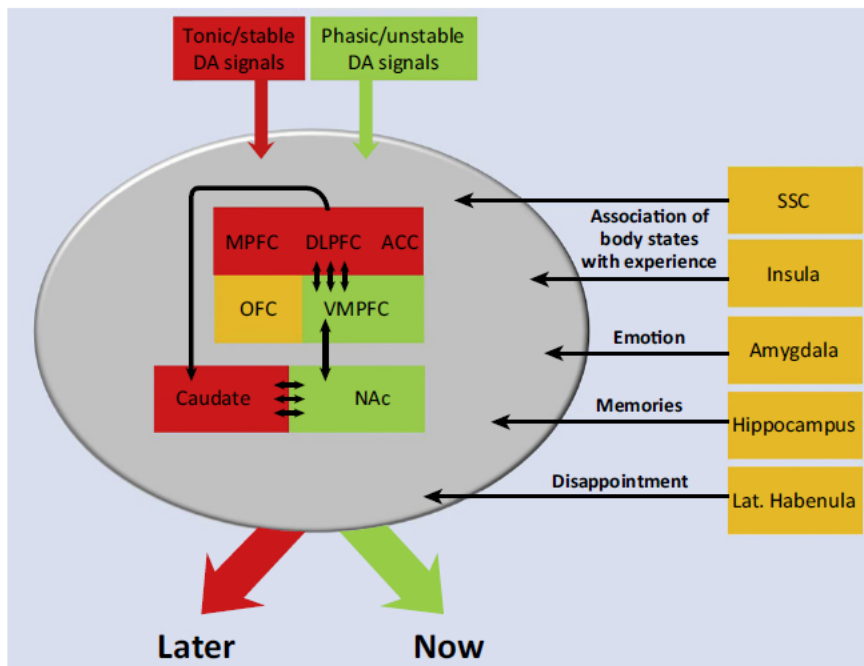 Tonic/stable
DA signals
Phasic/unstable
DA signals
SSC
Association of
body states
with experience
MPFC DLPFC ACC
Insula
OFC VMPFC
Emotion
Amygdala
Caudate NAc
Memories
Hippocampus
Disappointment
Lat. Habenula
Later Now